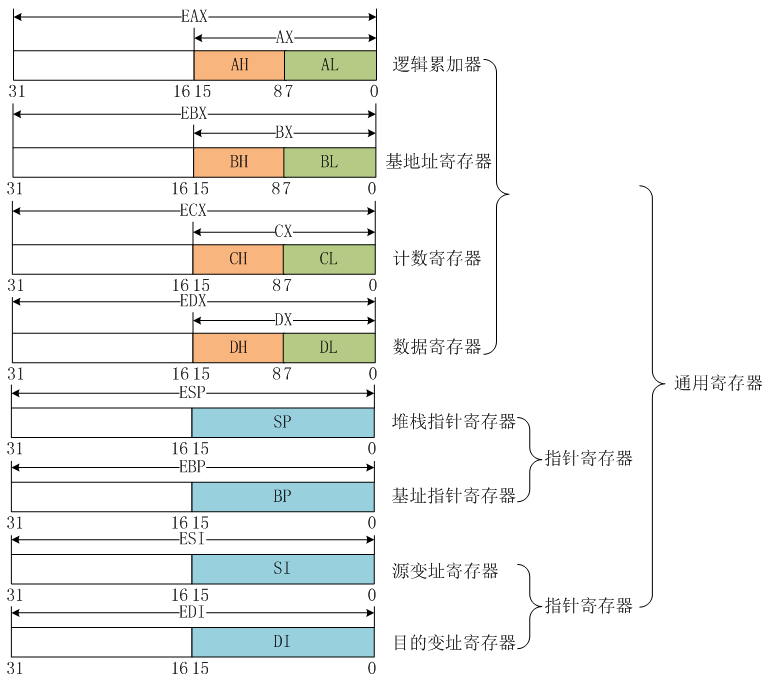 EAX
AX
AH AL 逻辑累加器
31 16 15 8 7 0
EBX
BX
BH BL 基地址寄存器
31 16 15 8 7 0
ECX
CX
CH CL 计数寄存器
31 16 15 8 7 0
EDX
DX
DH DL 数据寄存器
31 16 15 8 7 0
通用寄存器
ESP
SP 堆栈指针寄存器
31 16 15 0
指针寄存器
EBP
BP 基址指针寄存器
31 16 15 0
ESI
SI 源变址寄存器
31 16 15 0
指针寄存器
EDI
DI 目的变址寄存器
31 16 15 0